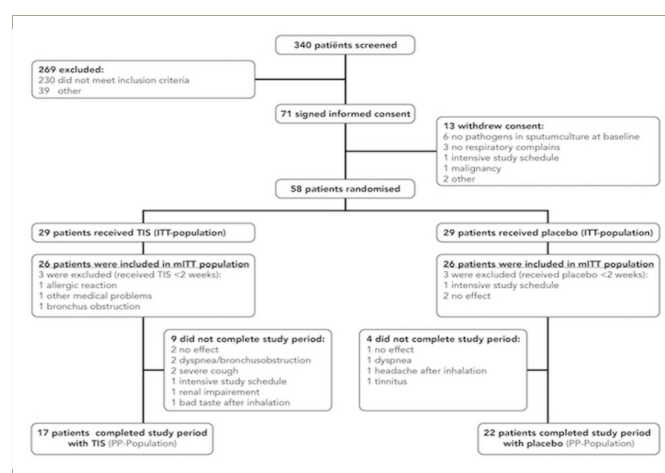 340 patiënts screened
269 excluded:
230 did not meet inclusion criteria
39 other
71 signed informed consent
13 withdrew consent:
6 no pathogens in sputumculture at baseline
3 no respiratory complains
1 intensive study schedule
1 malignancy
2 other
58 patients randomised
29 patients received TIS (ITT-population)
29 patients received placebo (ITT-population)
26 patients were included in mITT population
3 were excluded (received TIS <2 weeks):
1 allergic reaction
1 other medical problems
1 bronchus obstruction
26 patients were included in mITT population
3 were excluded (received placebo <2 weeks):
1 intensive study schedule
2 no effect
9 did not complete study period:
2 no effect
2 dyspnea/bronchusobstruction
2 severe cough
1 intensive study schedule
1 renal impairment
1 bad taste after inhalation
4 did not complete study period:
1 no effect
1 dyspnea
1 headache after inhalation
1 tinnitus
17 patients completed study period
with TIS (PP-Population)
22 patients completed study period
with placebo (PP-Population)